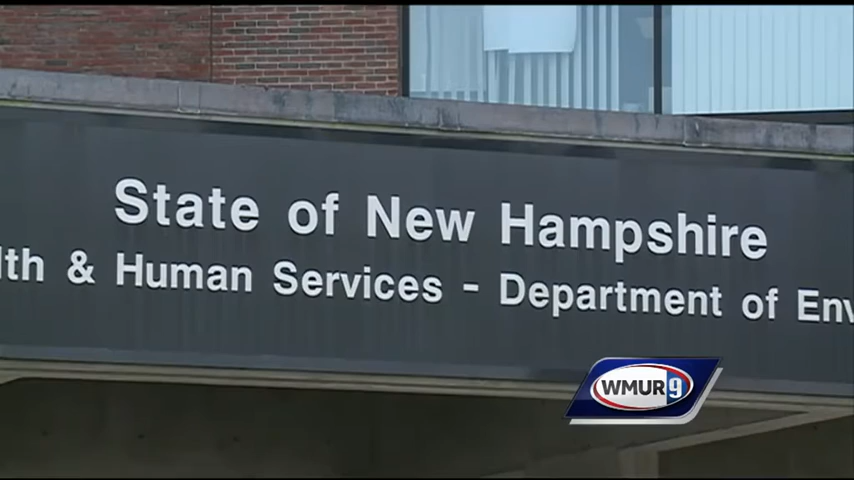 State of New Hampshire
lth & Human Services - Department of Env
WMUR9